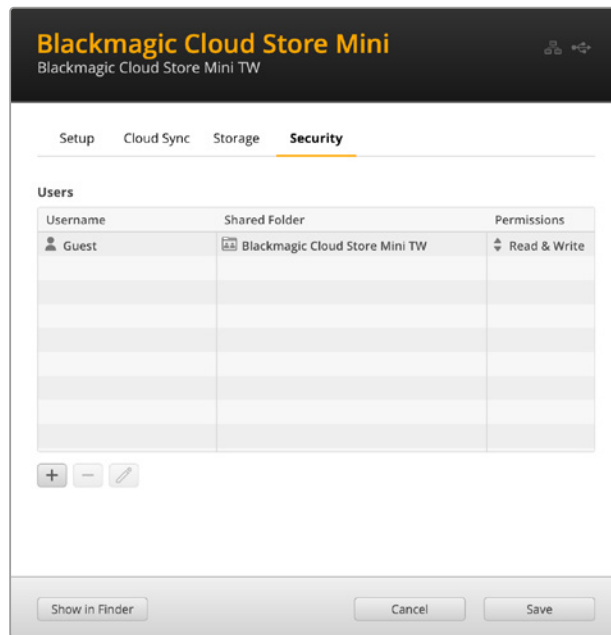 Blackmagic Cloud Store Mini
Blackmagic Cloud Store Mini TW
Setup Cloud Sync Storage Security
Users
Username Shared Folder Permissions
Guest Blackmagic Cloud Store Mini TW Read & Write
Show in Finder Cancel Save